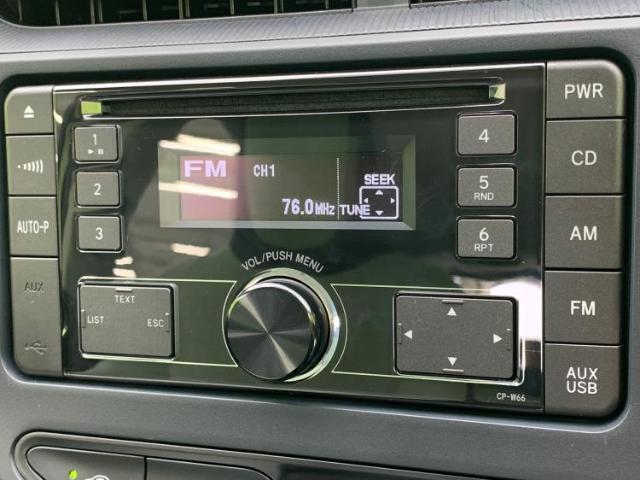 PWR
1
4
CD
FM CH1
SEEK
2
5
RND
76.0MHz TUNE
AUTO-P
3
6
RPT
AM
VOL/PUSH MENU
AUX
TEXT
LIST
ESC
FM
AUX
USB
CP-W66